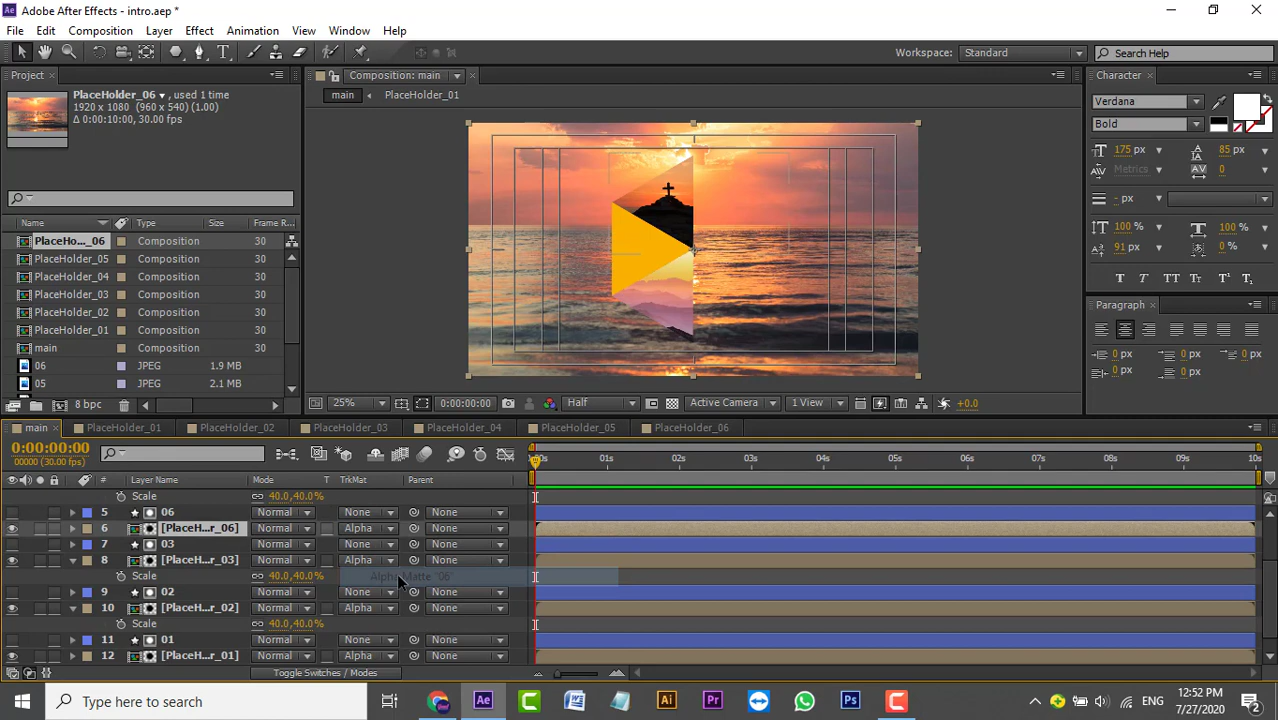 Adobe After Effects - intro.aep *
File Edit Composition Layer Effect Animation View Window Help
Workspace: Standard Search Help
Project
PlaceHolder_06 , used 1 time
1920 x 1080 (960 x 540) (1.00)
Δ 0:00:10:00, 30.00 fps
Name Type Size Frame R
PlaceHo..._06 Composition 30
PlaceHolder_05 Composition 30
PlaceHolder_04 Composition 30
PlaceHolder_03 Composition 30
PlaceHolder_02 Composition 30
PlaceHolder_01 Composition 30
main Composition 30
06 JPEG 1.9 MB
05 JPEG 2.1 MB
8 bpc
Composition: main
main PlaceHolder_01
25% 0:00:00:00 Half Active Camera 1 View +0.0
Character
Verdana
Bold
175 px 85 px
Metrics 0
- px
100 % 100 %
91 px 0 %
T T TT Tt T¹ T₁
Paragraph
0 px 0 px 0 px
0 px 0 px
main PlaceHolder_01 PlaceHolder_02 PlaceHolder_03 PlaceHolder_04 PlaceHolder_05 PlaceHolder_06
0:00:00:00
00000 (30.00 fps)
01s 02s 03s 04s 05s 06s 07s 08s 09s 10s
# Layer Name Mode T TrkMat Parent
Scale 40.0,40.0%
5 06 Normal None None
6 [PlaceH...r_06] Normal Alpha None
7 03 Normal None None
8 [PlaceH...r_03] Normal Alpha None
Scale 40.0,40.0% Alpha Matte "06"
9 02 Normal None None
10 [PlaceH...r_02] Normal Alpha None
Scale 40.0,40.0%
11 01 Normal None None
12 [PlaceH...r_01] Normal Alpha None
Toggle Switches / Modes
Type here to search
ENG
12:52 PM
7/27/2020
2